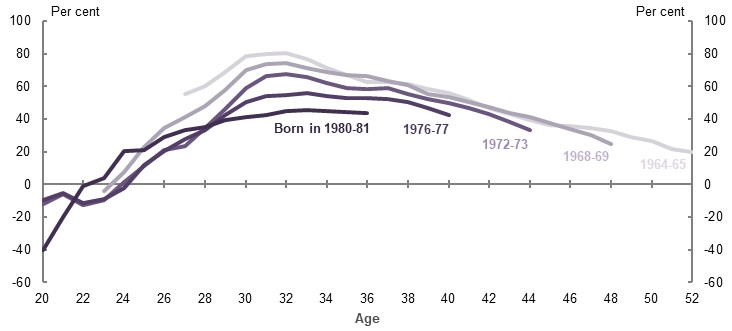 Per cent Per cent
100 100
80 80
60 60
40 40
Born in 1980-81 1976-77
1972-73
20 1968-69 20
1964-65
0 0
-20 -20
-40 -40
-60 -60
20 22 24 26 28 30 32 34 36 38 40 42 44 46 48 50 52
Age